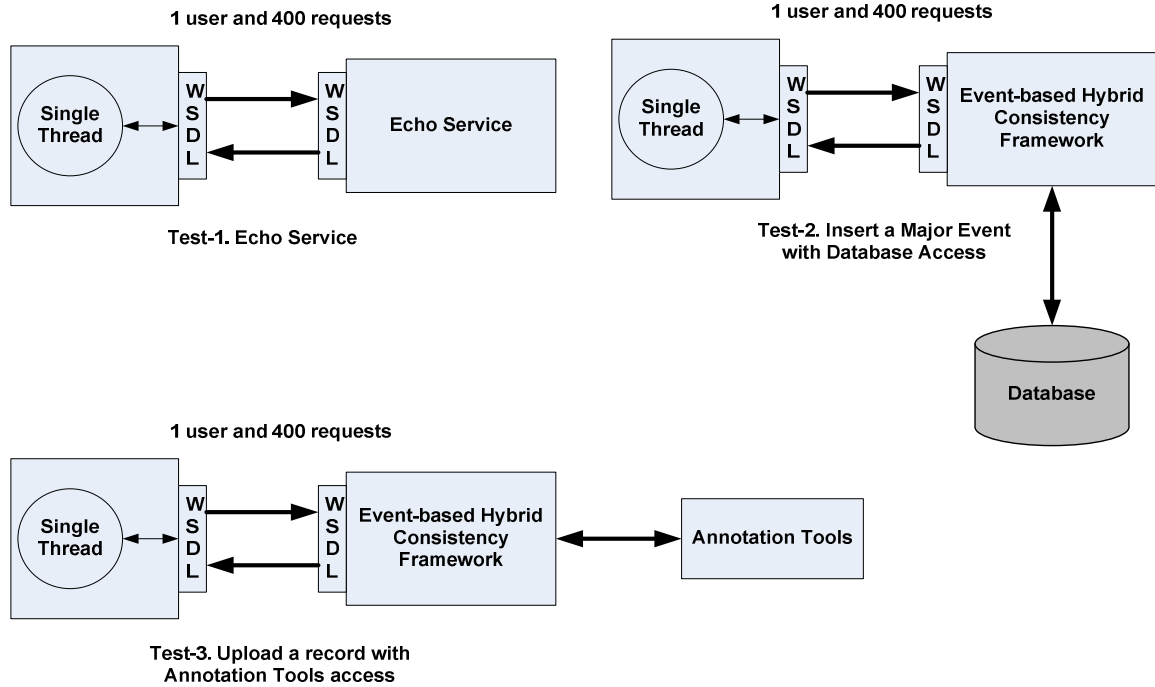 1 user and 400 requests
Single
Thread
W
S
D
L
W
S
D
L
Echo Service
Test-1. Echo Service
1 user and 400 requests
Single
Thread
W
S
D
L
W
S
D
L
Event-based Hybrid
Consistency
Framework
Test-2. Insert a Major Event
with Database Access
Database
1 user and 400 requests
Single
Thread
W
S
D
L
W
S
D
L
Event-based Hybrid
Consistency
Framework
Annotation Tools
Test-3. Upload a record with
Annotation Tools access